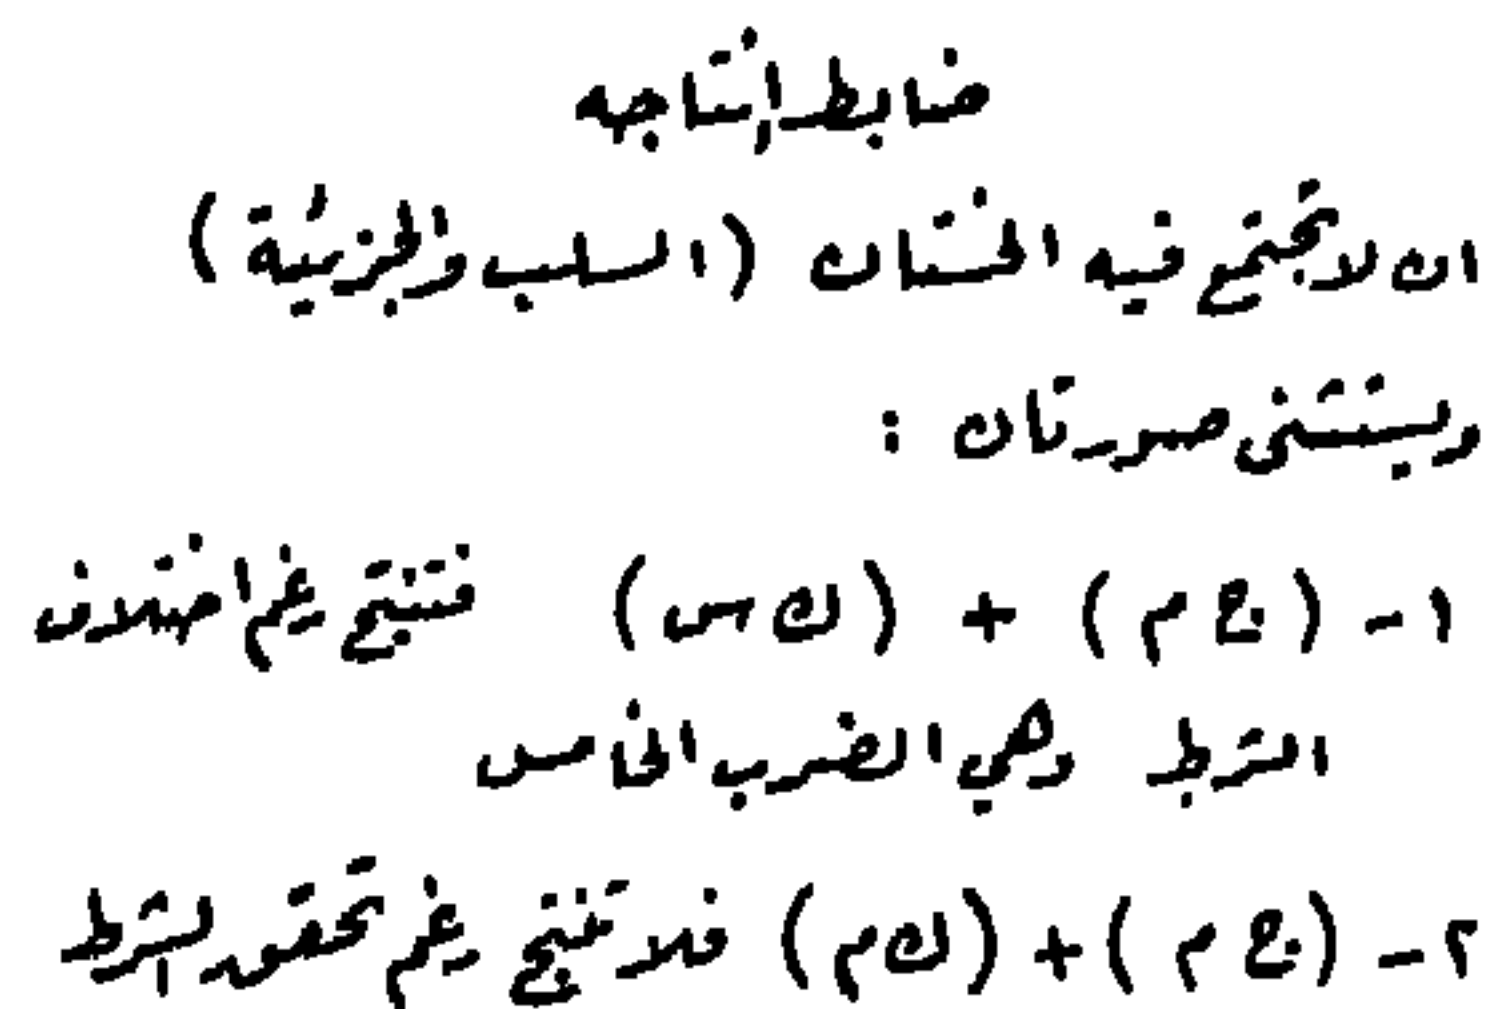 ضابط إنتاجه
ان لا تجتمع فيه الخستان (السلب والجزئية)
ويستثنى صورتان :
١ - (ج م) + (ك س) فتنتج رغم اختلاف
الشرط وهي الضرب الخامس
٢ - (ج م) + (ك م) فلا تنتج رغم تحقق الشرط